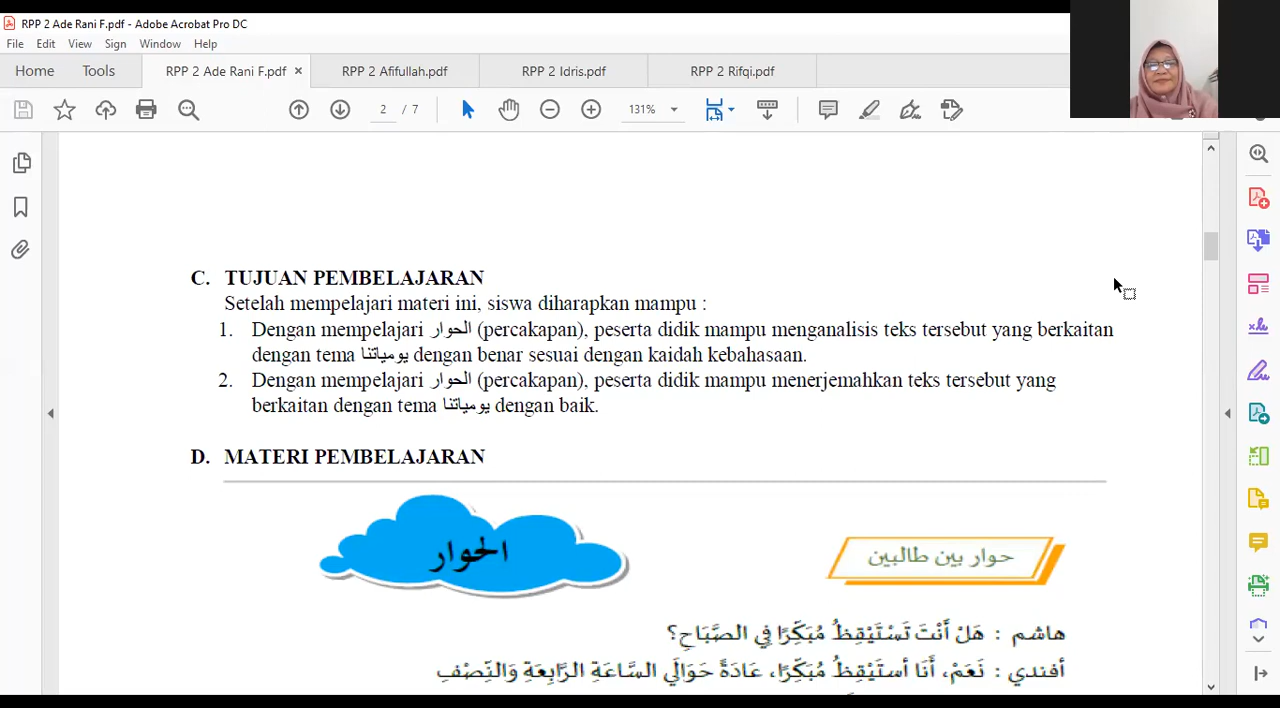 RPP 2 Ade Rani F.pdf - Adobe Acrobat Pro DC
File Edit View Sign Window Help
Home Tools RPP 2 Ade Rani F.pdf × RPP 2 Afifullah.pdf RPP 2 Idris.pdf RPP 2 Rifqi.pdf
2 / 7 131%
C. TUJUAN PEMBELAJARAN
Setelah mempelajari materi ini, siswa diharapkan mampu :
1. Dengan mempelajari الحوار (percakapan), peserta didik mampu menganalisis teks tersebut yang berkaitan
dengan tema يومياتنا dengan benar sesuai dengan kaidah kebahasaan.
2. Dengan mempelajari الحوار (percakapan), peserta didik mampu menerjemahkan teks tersebut yang
berkaitan dengan tema يومياتنا dengan baik.
D. MATERI PEMBELAJARAN
الحوار
حوار بين طالبين
هاشم : هَلْ أَنْتَ تَسْتَيْقِظُ مُبَكِّرًا فِي الصَّبَاحِ؟
أفندي : نَعَمْ، أَنَا أستَيْقِظُ مُبَكِّرًا، عَادَةً حَوَالَيِ السَّاعَةِ الرَّابِعَةِ وَالنِّصْفِ